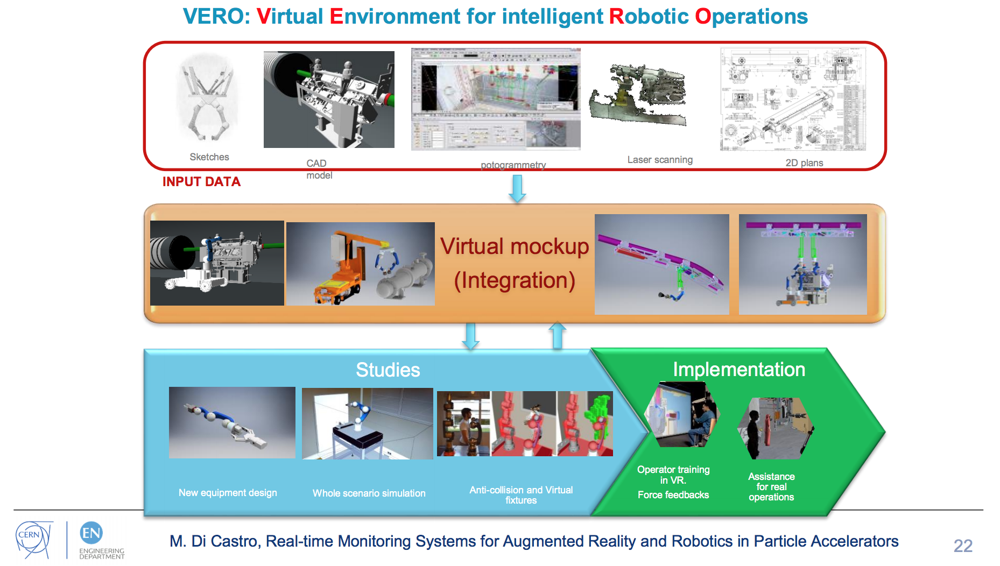 VERO: Virtual Environment for intelligent Robotic Operations
Sketches
CAD
model
potogrammetry
Laser scanning
2D plans
INPUT DATA
Virtual mockup
(Integration)
Studies
Implementation
New equipment design
Whole scenario simulation
Anti-collision and Virtual
fixtures
Operator training
in VR.
Force feedbacks
Assistance
for real
operations
CERN
EN
ENGINEERING
DEPARTMENT
M. Di Castro, Real-time Monitoring Systems for Augmented Reality and Robotics in Particle Accelerators
22